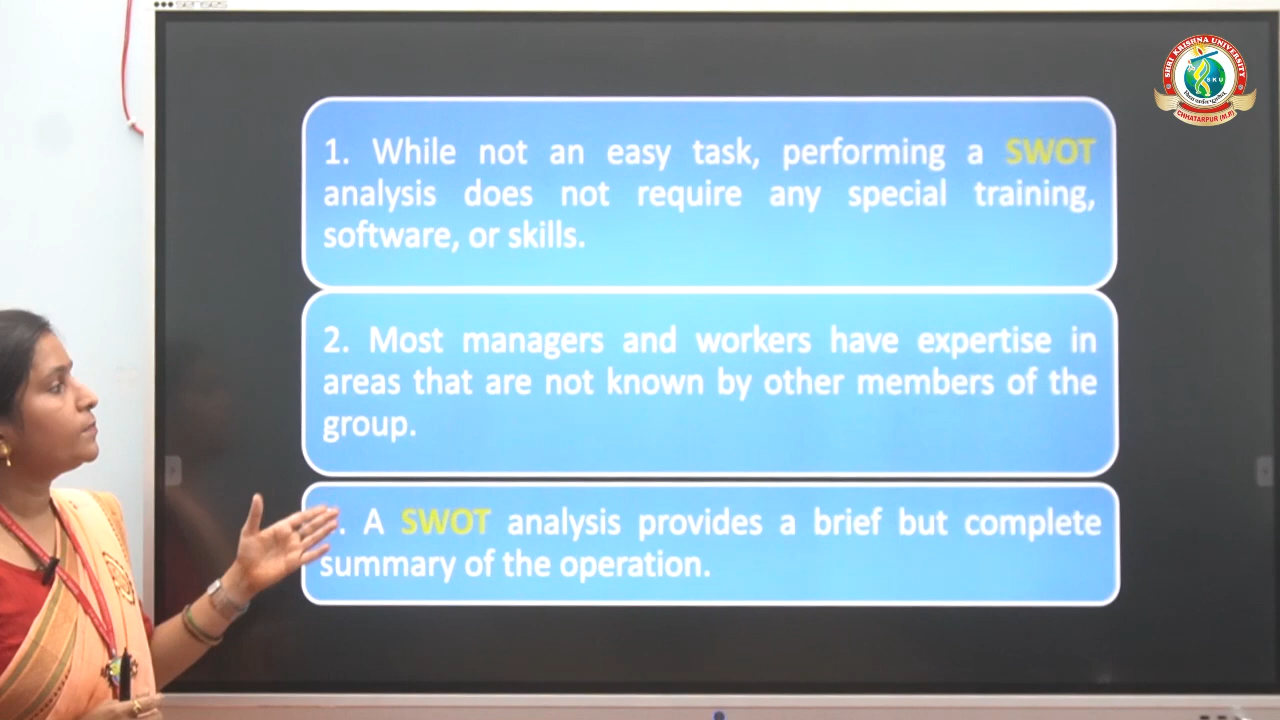 SHRI KRISHNA UNIVERSITY
SKU
CHHATARPUR (M.P.)
1. While not an easy task, performing a SWOT
analysis does not require any special training,
software, or skills.
2. Most managers and workers have expertise in
areas that are not known by other members of the
group.
. A SWOT analysis provides a brief but complete
summary of the operation.